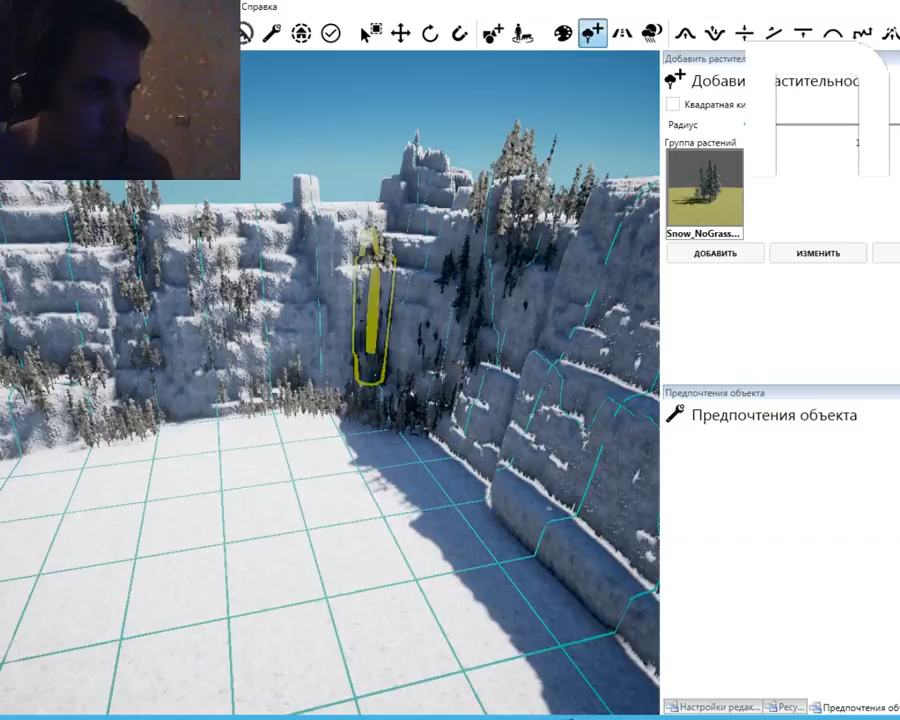 Справка
Добавить растител
Добави
астительнос
Квадратная ки
Радиус
Группа растений
Snow_NoGrass...
ДОБАВИТЬ
ИЗМЕНИТЬ
Предпочтения объекта
Предпочтения объекта
Настройки редак...
Ресу...
Предпочтения об